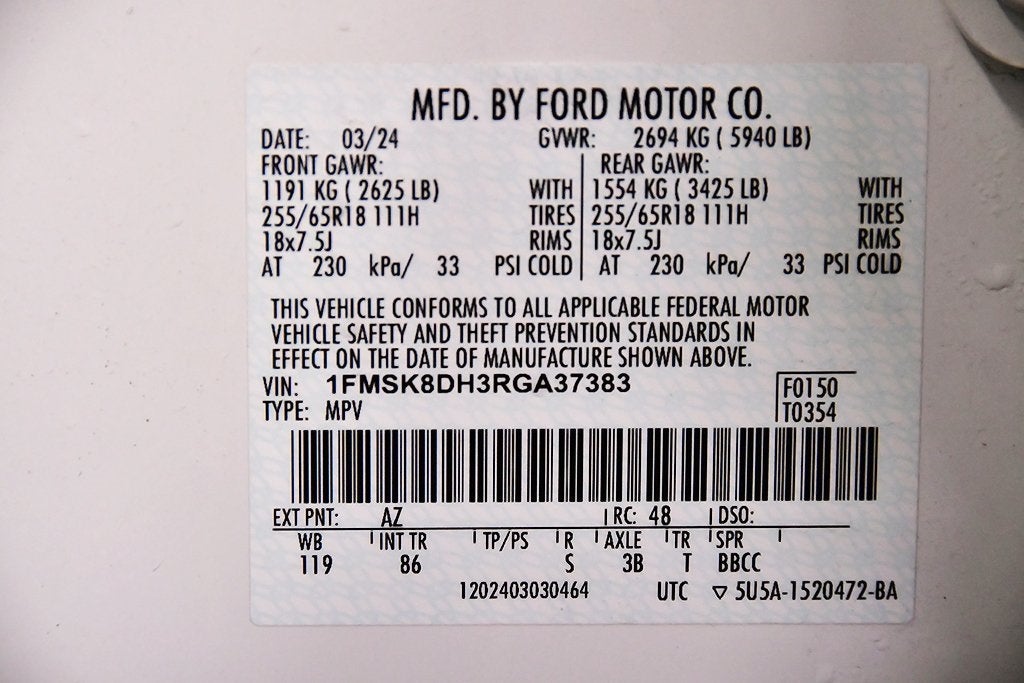 MFD. BY FORD MOTOR CO.
DATE: 03/24 GVWR: 2694 KG ( 5940 LB)
FRONT GAWR: REAR GAWR:
1191 KG ( 2625 LB) WITH 1554 KG ( 3425 LB) WITH
255/65R18 111H TIRES 255/65R18 111H TIRES
18x7.5J RIMS 18x7.5J RIMS
AT 230 kPa/ 33 PSI COLD AT 230 kPa/ 33 PSI COLD
THIS VEHICLE CONFORMS TO ALL APPLICABLE FEDERAL MOTOR
VEHICLE SAFETY AND THEFT PREVENTION STANDARDS IN
EFFECT ON THE DATE OF MANUFACTURE SHOWN ABOVE.
VIN: 1FMSK8DH3RGA37383 F0150
TYPE: MPV T0354
EXT PNT: AZ RC: 48 DSO:
WB INT TR TP/PS R AXLE TR SPR
119 86 S 3B T BBCC
1202403030464 UTC ▽ 5U5A-1520472-BA